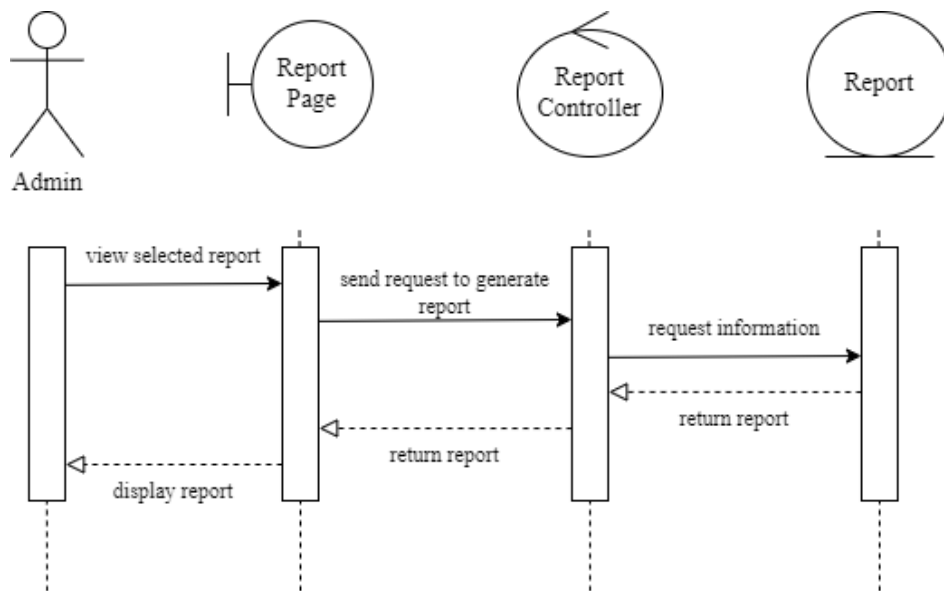 Report
Page
Report
Controller
Report
Admin
view selected report
send request to generate
report
request information
return report
return report
display report